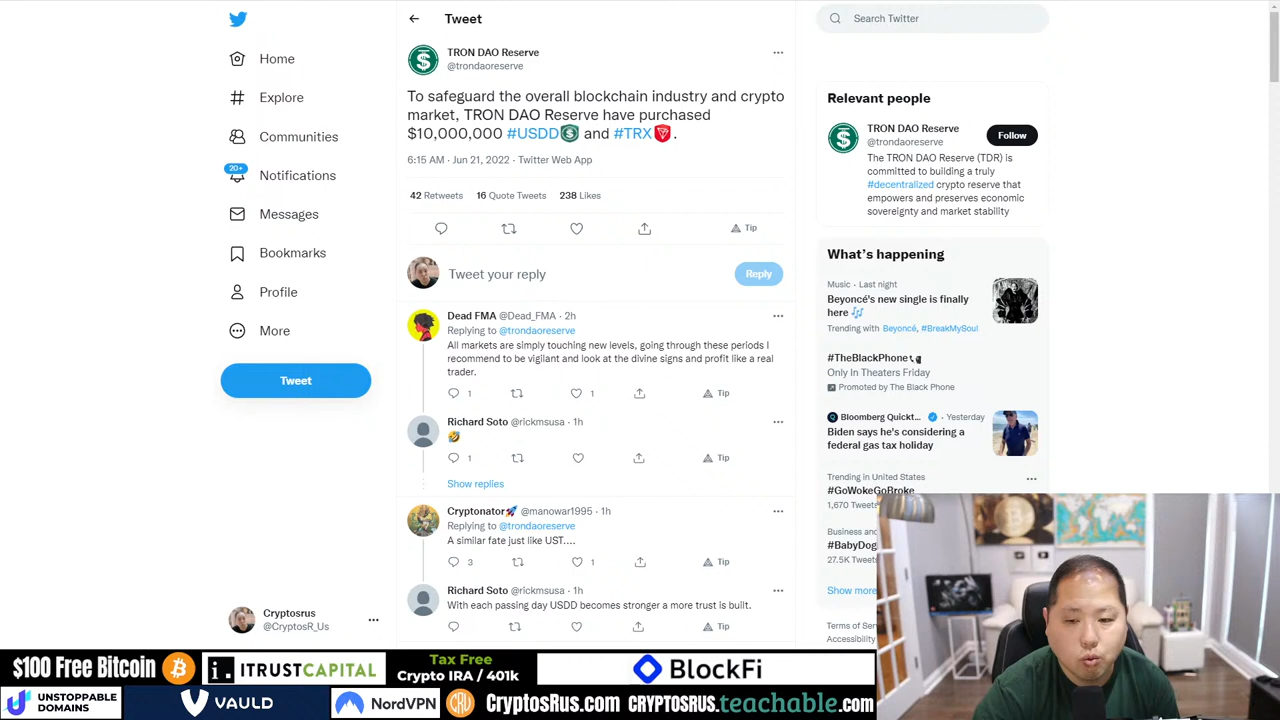 Tweet
Search Twitter
TRON DAO Reserve
@trondaoreserve
To safeguard the overall blockchain industry and crypto
market, TRON DAO Reserve have purchased
$10,000,000 #USDD and #TRX .
6:15 AM · Jun 21, 2022 · Twitter Web App
42 Retweets 16 Quote Tweets 238 Likes
Tip
Tweet your reply
Reply
Dead FMA @Dead_FMA · 2h
Replying to @trondaoreserve
All markets are simply touching new levels, going through these periods I
recommend to be vigilant and look at the divine signs and profit like a real
trader.
1 1 Tip
Richard Soto @rickmsusa · 1h
🤣
1 Tip
Show replies
Cryptonator🚀 @manowar1995 · 1h
Replying to @trondaoreserve
A similar fate just like UST....
3 1 Tip
Richard Soto @rickmsusa · 1h
With each passing day USDD becomes stronger a more trust is built.
Tip
Home
Explore
Communities
20+
Notifications
Messages
Bookmarks
Profile
More
Tweet
Cryptosrus
@CryptosR_Us
Relevant people
TRON DAO Reserve
@trondaoreserve
Follow
The TRON DAO Reserve (TDR) is
committed to building a truly
#decentralized crypto reserve that
empowers and preserves economic
sovereignty and market stability
What's happening
Music · Last night
Beyoncé's new single is finally
here 🎶
Trending with Beyoncé, #BreakMySoul
#TheBlackPhone
Only In Theaters Friday
Promoted by The Black Phone
Bloomberg Quickt... · Yesterday
Biden says he's considering a
federal gas tax holiday
Trending in United States
#GoWokeGoBroke
1,670 Tweets
Business an
#BabyDog
27.5K Tweets
Show more
Terms of Ser
Accessibility
$100 Free Bitcoin
i. ITRUSTCAPITAL
Tax Free
Crypto IRA / 401k
BlockFi
UNSTOPPABLE
DOMAINS
VAULD
NordVPN
CRU
CryptosRus.com
CRYPTOSRUS.teachable.com